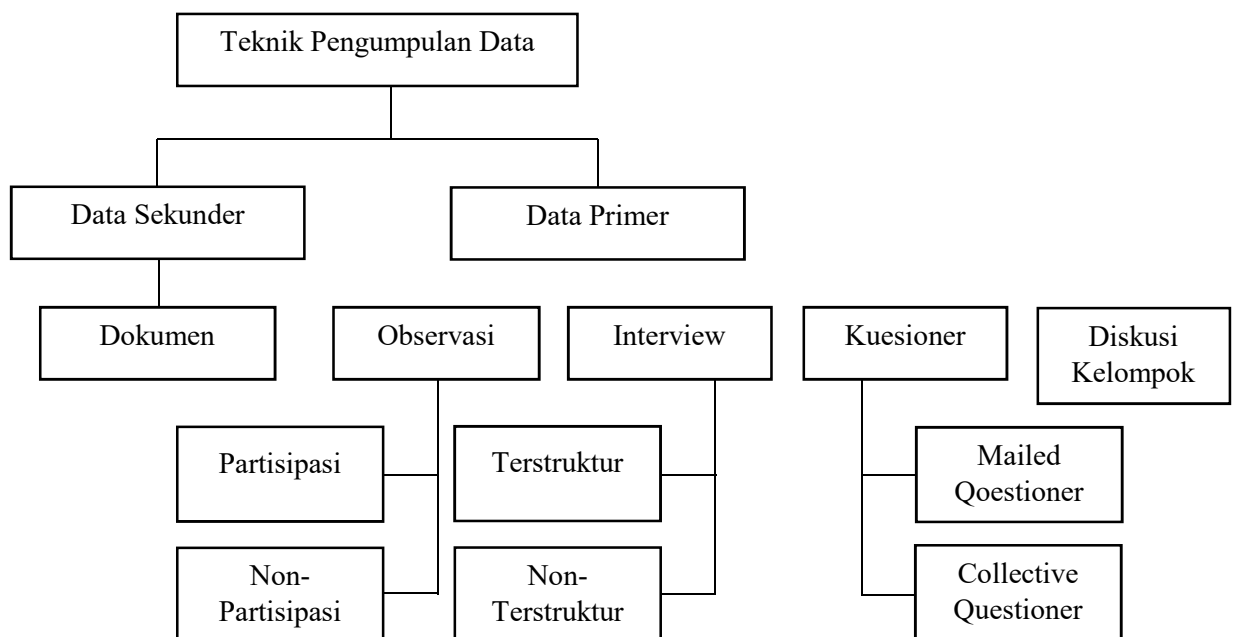 Teknik Pengumpulan Data
Data Sekunder
Data Primer
Dokumen
Observasi
Interview
Kuesioner
Diskusi
Kelompok
Partisipasi
Terstruktur
Mailed
Qoestioner
Non-
Partisipasi
Non-
Terstruktur
Collective
Questioner